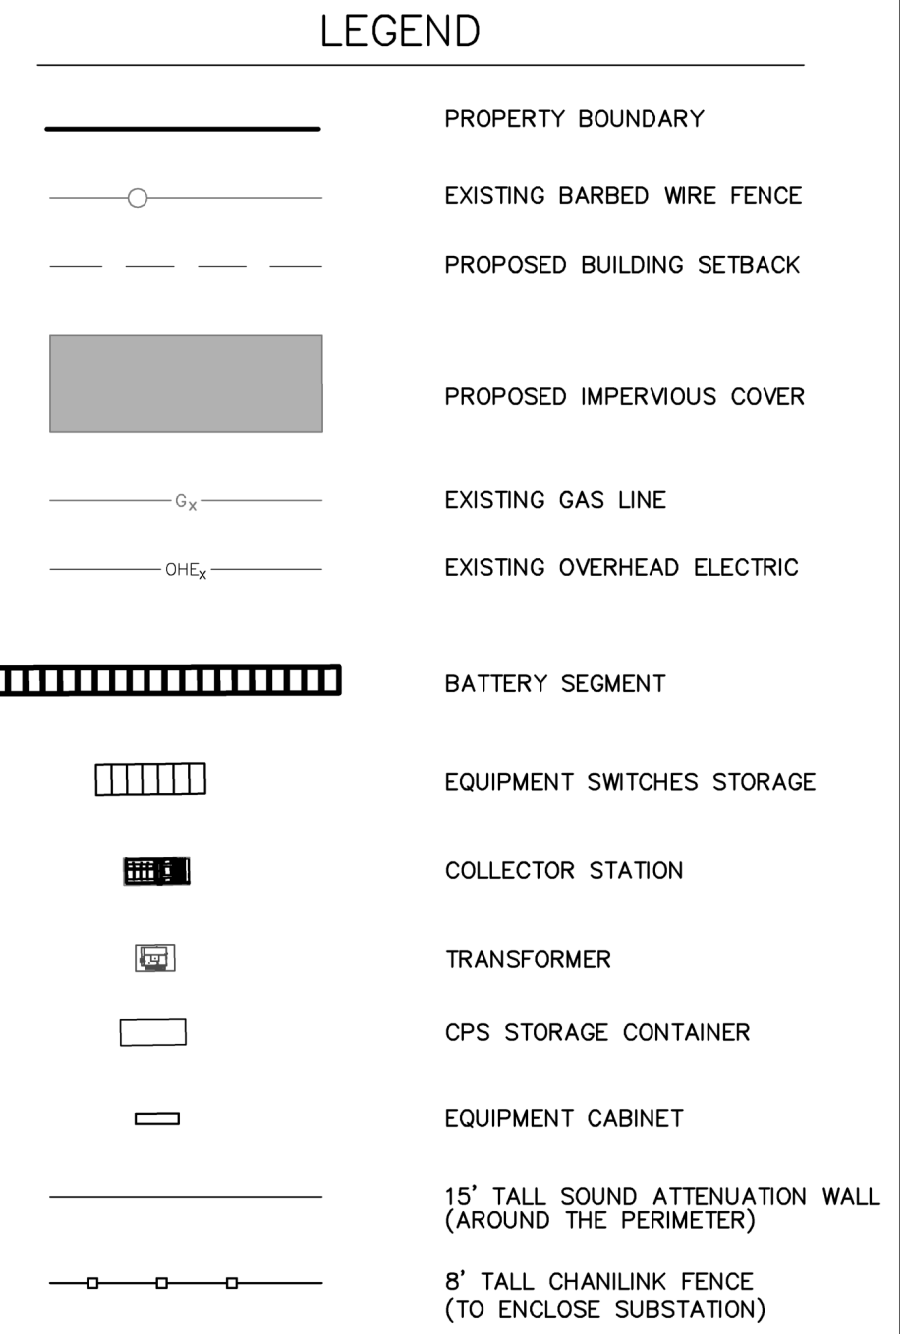 LEGEND
PROPERTY BOUNDARY
EXISTING BARBED WIRE FENCE
PROPOSED BUILDING SETBACK
PROPOSED IMPERVIOUS COVER
Gx EXISTING GAS LINE
OHEx EXISTING OVERHEAD ELECTRIC
BATTERY SEGMENT
EQUIPMENT SWITCHES STORAGE
COLLECTOR STATION
TRANSFORMER
CPS STORAGE CONTAINER
EQUIPMENT CABINET
15' TALL SOUND ATTENUATION WALL
(AROUND THE PERIMETER)
8' TALL CHANILINK FENCE
(TO ENCLOSE SUBSTATION)